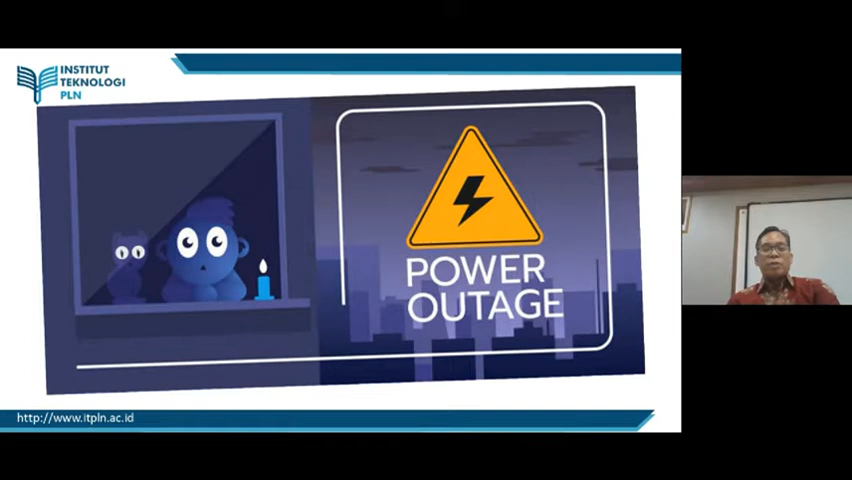 INSTITUT
TEKNOLOGI
PLN
POWER
OUTAGE
http://www.itpln.ac.id